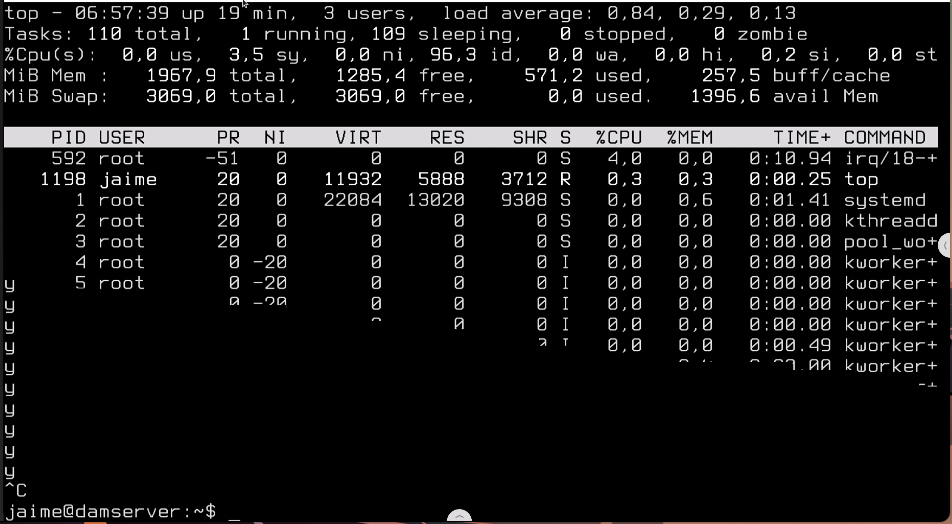 top - 06:57:39 up 19 min,  3 users,  load average: 0,84, 0,29, 0,13
Tasks: 110 total,   1 running, 109 sleeping,   0 stopped,   0 zombie
%Cpu(s):  0,0 us,  3,5 sy,  0,0 ni, 96,3 id,  0,0 wa,  0,0 hi,  0,2 si,  0,0 st
MiB Mem :   1967,9 total,   1285,4 free,    571,2 used,    257,5 buff/cache
MiB Swap:   3069,0 total,   3069,0 free,      0,0 used.   1396,6 avail Mem
PID USER      PR  NI    VIRT    RES    SHR S  %CPU  %MEM     TIME+ COMMAND
592 root     -51   0       0      0      0 S   4,0   0,0   0:10.94 irq/18-+
1198 jaime     20   0   11932   5888   3712 R   0,3   0,3   0:00.25 top
1 root      20   0   22084  13020   9308 S   0,0   0,6   0:01.41 systemd
2 root      20   0       0      0      0 S   0,0   0,0   0:00.00 kthreadd
3 root      20   0       0      0      0 S   0,0   0,0   0:00.00 pool_wo+
4 root       0 -20       0      0      0 I   0,0   0,0   0:00.00 kworker+
y   5 root       0 -20       0      0      0 I   0,0   0,0   0:00.00 kworker+
y   0 -20       0      0      0 I   0,0   0,0   0:00.00 kworker+
y   0      0 I   0,0   0,0   0:00.00 kworker+
y   I   0,0   0,0   0:00.49 kworker+
y   kworker+
y
y
y
y
y
^C
jaime@damserver:~$ _